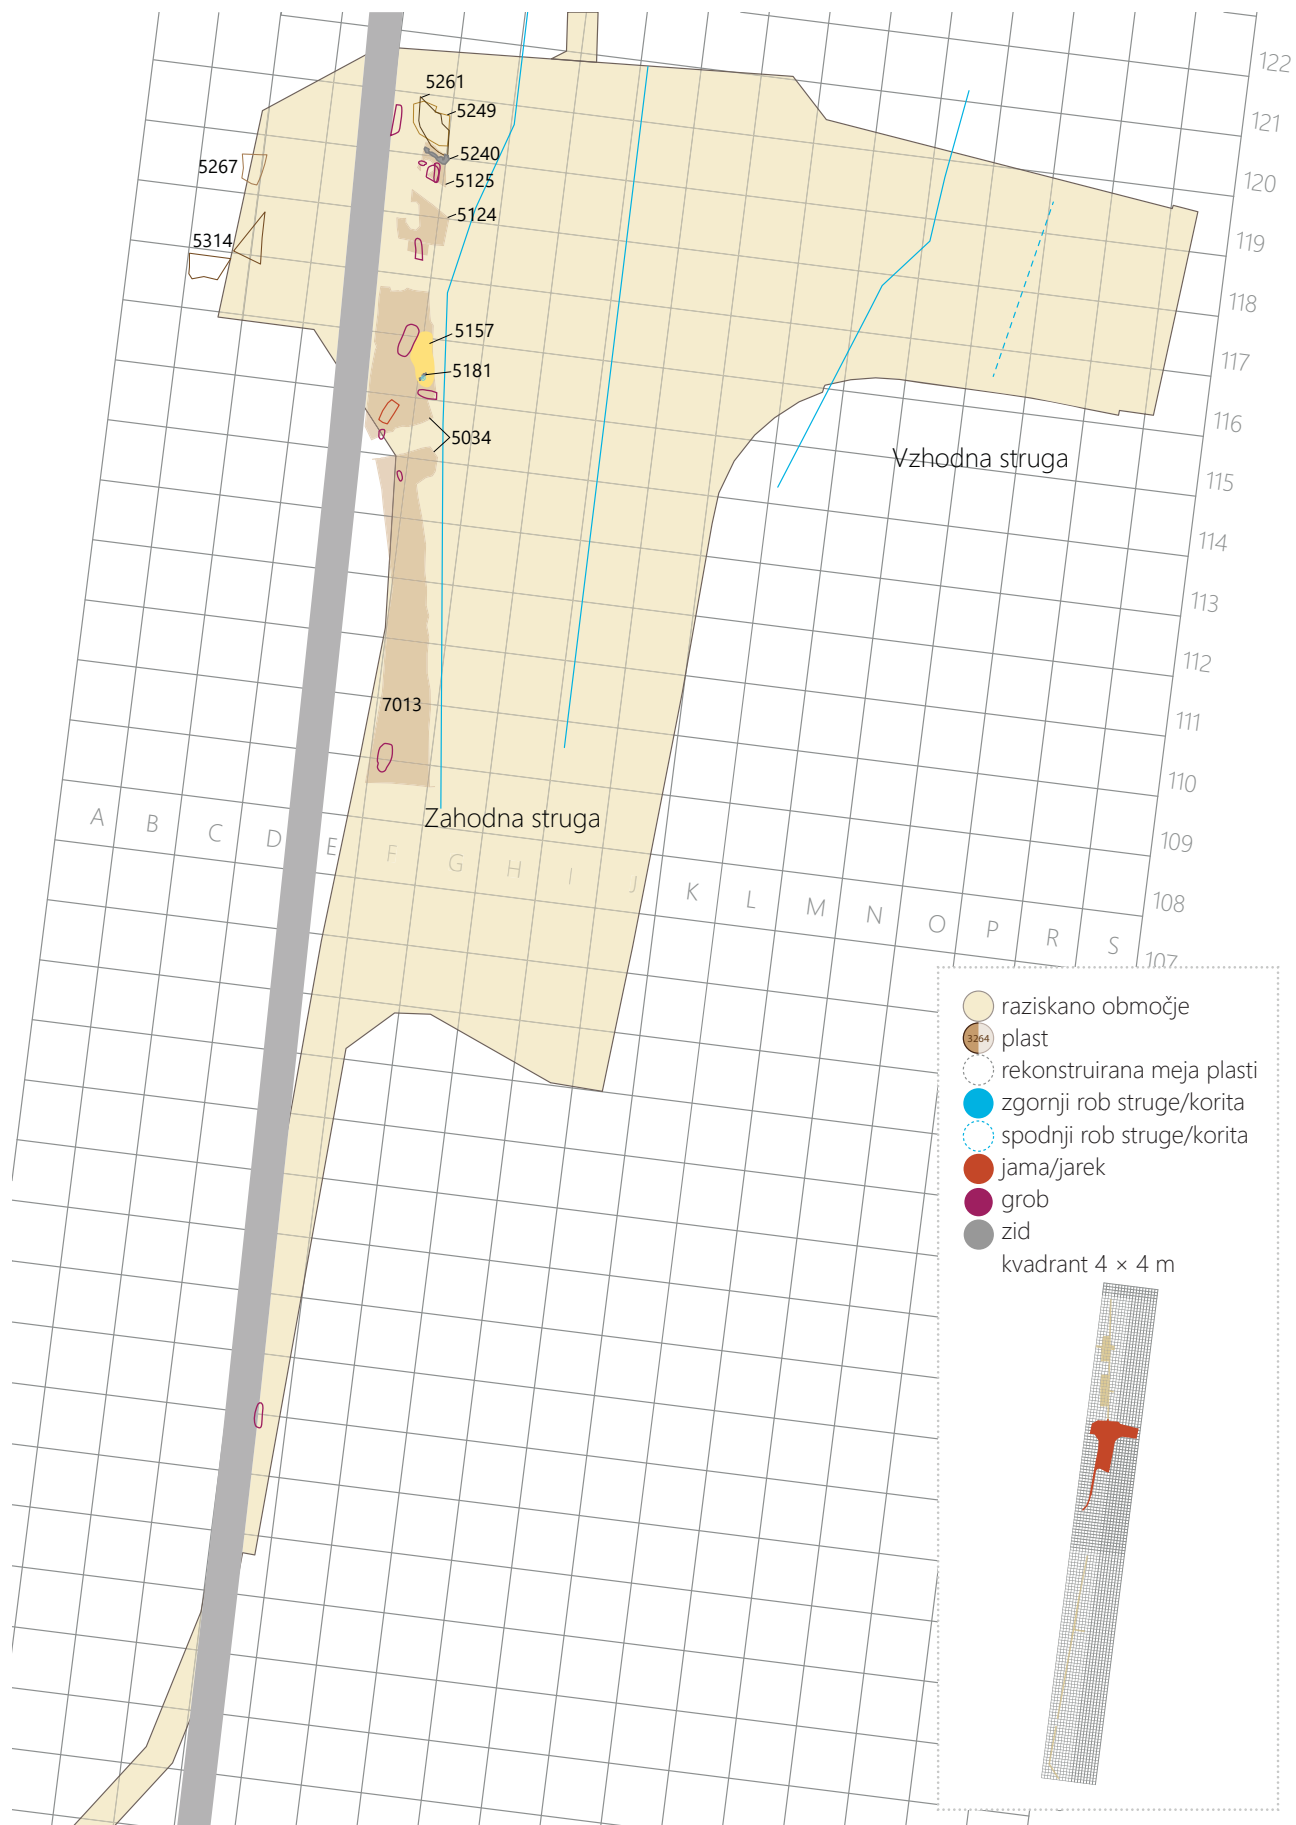 122
121
120
119
118
117
116
115
114
113
112
111
110
109
108
107
5261
5249
5240
5125
5124
5267
5314
5157
5181
5034
7013
Vzhodna struga
Zahodna struga
A B C D E F G H I J K L M N O P R S
raziskano območje
3264 plast
rekonstruirana meja plasti
zgornji rob struge/korita
spodnji rob struge/korita
jama/jarek
grob
zid
kvadrant 4 × 4 m